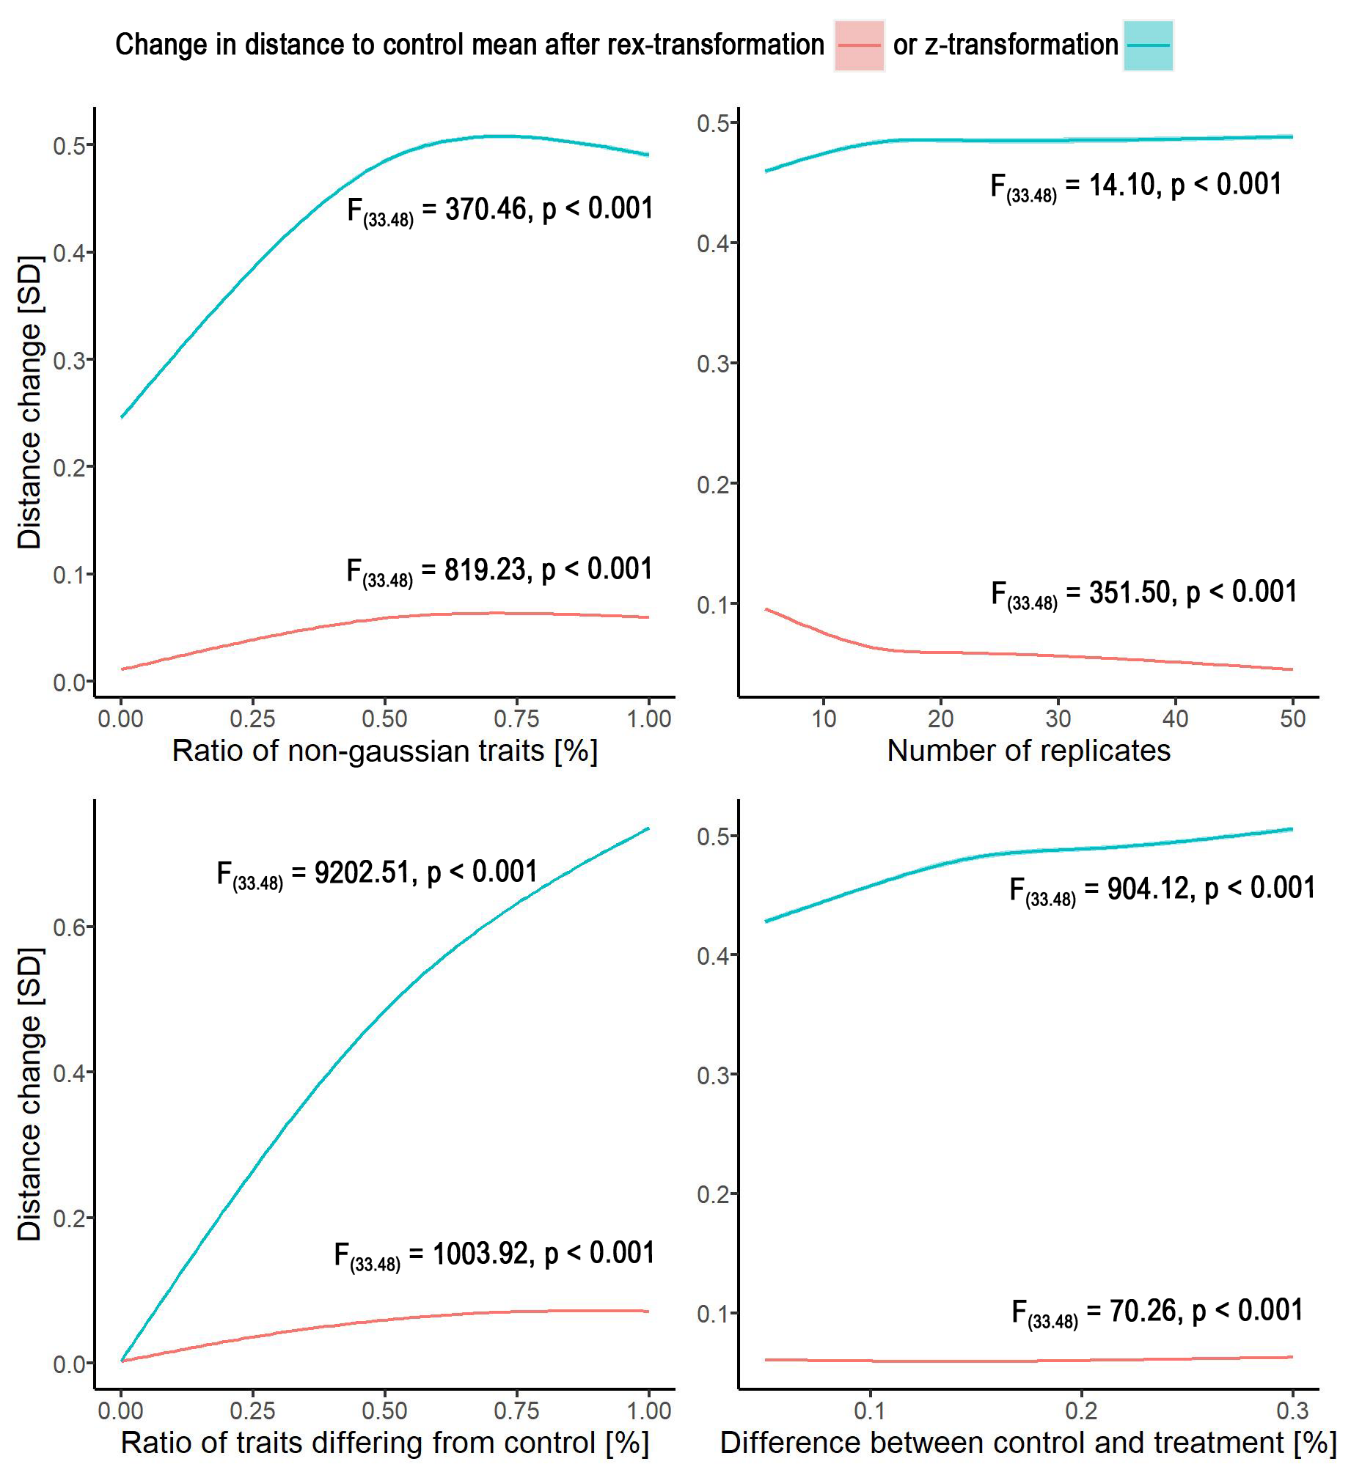 Change in distance to control mean after rex-transformation or z-transformation
Distance change [SD]
0.5
0.4
0.3
0.2
0.1
0.0
F(33.48) = 370.46, p < 0.001
F(33.48) = 819.23, p < 0.001
0.00 0.25 0.50 0.75 1.00
Ratio of non-gaussian traits [%]
0.5
0.4
0.3
0.2
0.1
F(33.48) = 14.10, p < 0.001
F(33.48) = 351.50, p < 0.001
10 20 30 40 50
Number of replicates
Distance change [SD]
0.6
0.4
0.2
0.0
F(33.48) = 9202.51, p < 0.001
F(33.48) = 1003.92, p < 0.001
0.00 0.25 0.50 0.75 1.00
Ratio of traits differing from control [%]
0.5
0.4
0.3
0.2
0.1
F(33.48) = 904.12, p < 0.001
F(33.48) = 70.26, p < 0.001
0.1 0.2 0.3
Difference between control and treatment [%]